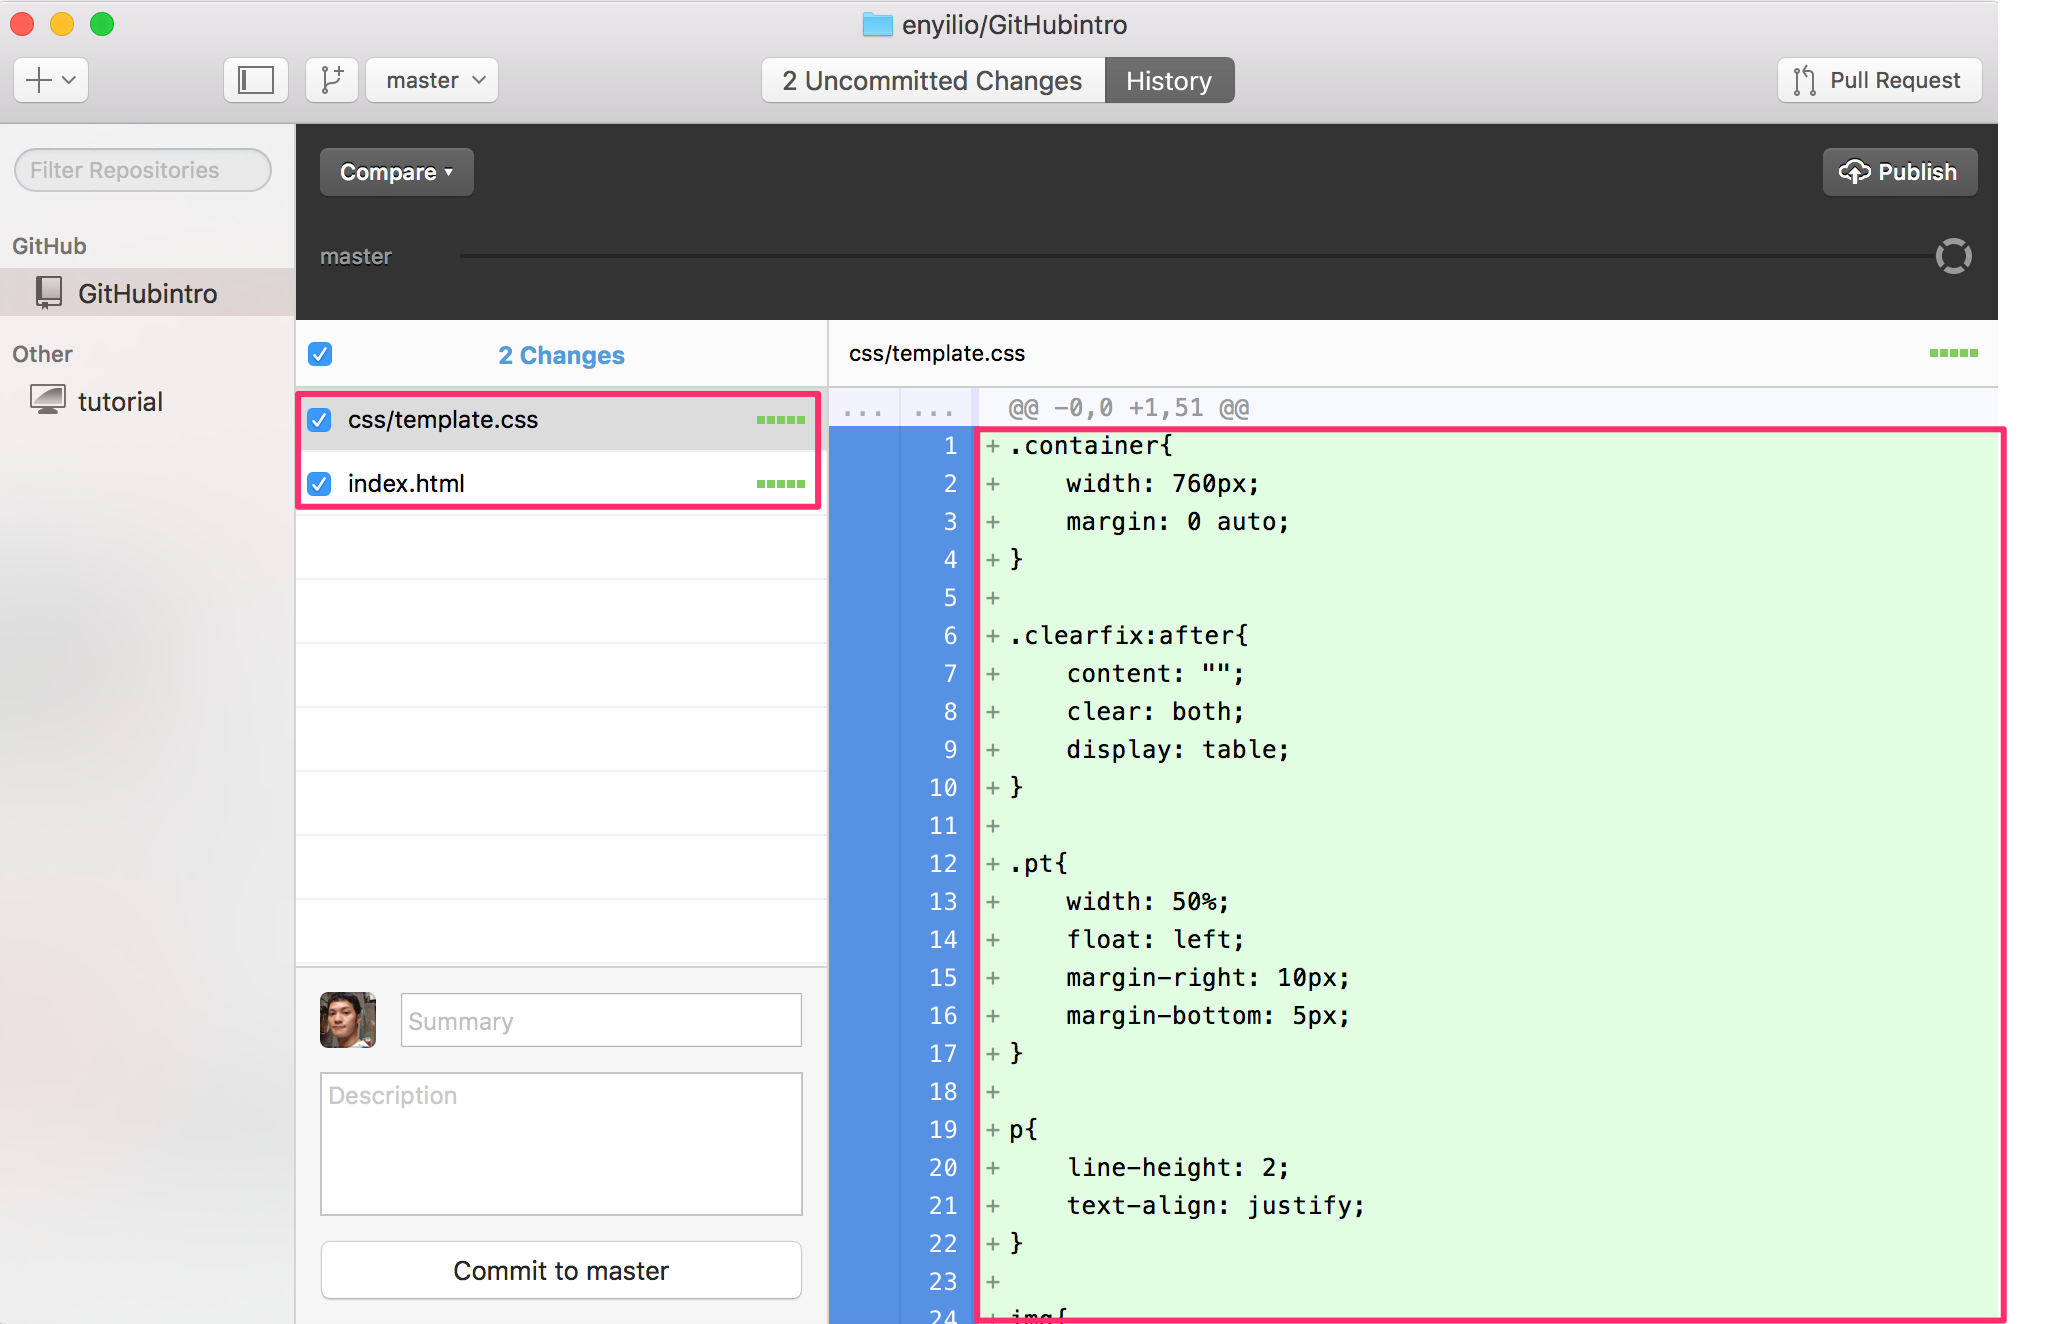 enyilio/GitHubintro
master
2 Uncommitted Changes
History
Pull Request
Filter Repositories
GitHub
GitHubintro
Other
tutorial
Compare ▾
Publish
master
2 Changes
css/template.css
index.html
Summary
Description
Commit to master
css/template.css
... ... @@ -0,0 +1,51 @@
1 + .container{
2 + width: 760px;
3 + margin: 0 auto;
4 + }
5 +
6 + .clearfix:after{
7 + content: "";
8 + clear: both;
9 + display: table;
10 + }
11 +
12 + .pt{
13 + width: 50%;
14 + float: left;
15 + margin-right: 10px;
16 + margin-bottom: 5px;
17 + }
18 +
19 + p{
20 + line-height: 2;
21 + text-align: justify;
22 + }
23 +
24 + img{